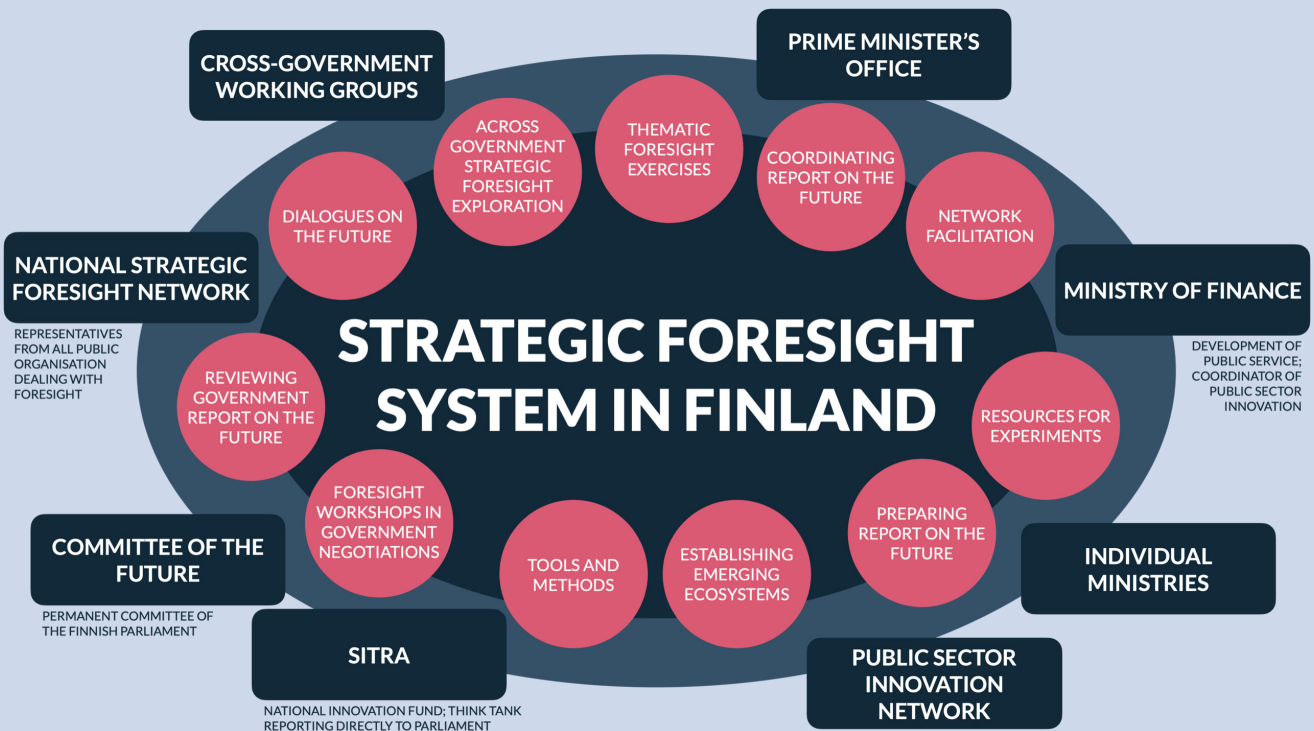 CROSS-GOVERNMENT
WORKING GROUPS
PRIME MINISTER'S
OFFICE
ACROSS
GOVERNMENT
STRATEGIC
FORESIGHT
EXPLORATION
THEMATIC
FORESIGHT
EXERCISES
COORDINATING
REPORT ON THE
FUTURE
DIALOGUES ON
THE FUTURE
NETWORK
FACILITATION
NATIONAL STRATEGIC
FORESIGHT NETWORK
REPRESENTATIVES
FROM ALL PUBLIC
ORGANISATION
DEALING WITH
FORESIGHT
MINISTRY OF FINANCE
DEVELOPMENT OF
PUBLIC SERVICE;
COORDINATOR OF
PUBLIC SECTOR
INNOVATION
STRATEGIC FORESIGHT
SYSTEM IN FINLAND
REVIEWING
GOVERNMENT
REPORT ON THE
FUTURE
RESOURCES FOR
EXPERIMENTS
FORESIGHT
WORKSHOPS IN
GOVERNMENT
NEGOTIATIONS
TOOLS AND
METHODS
ESTABLISHING
EMERGING
ECOSYSTEMS
PREPARING
REPORT ON THE
FUTURE
COMMITTEE OF THE
FUTURE
PERMANENT COMMITTEE OF
THE FINNISH PARLIAMENT
INDIVIDUAL
MINISTRIES
SITRA
NATIONAL INNOVATION FUND; THINK TANK
REPORTING DIRECTLY TO PARLIAMENT
PUBLIC SECTOR
INNOVATION
NETWORK